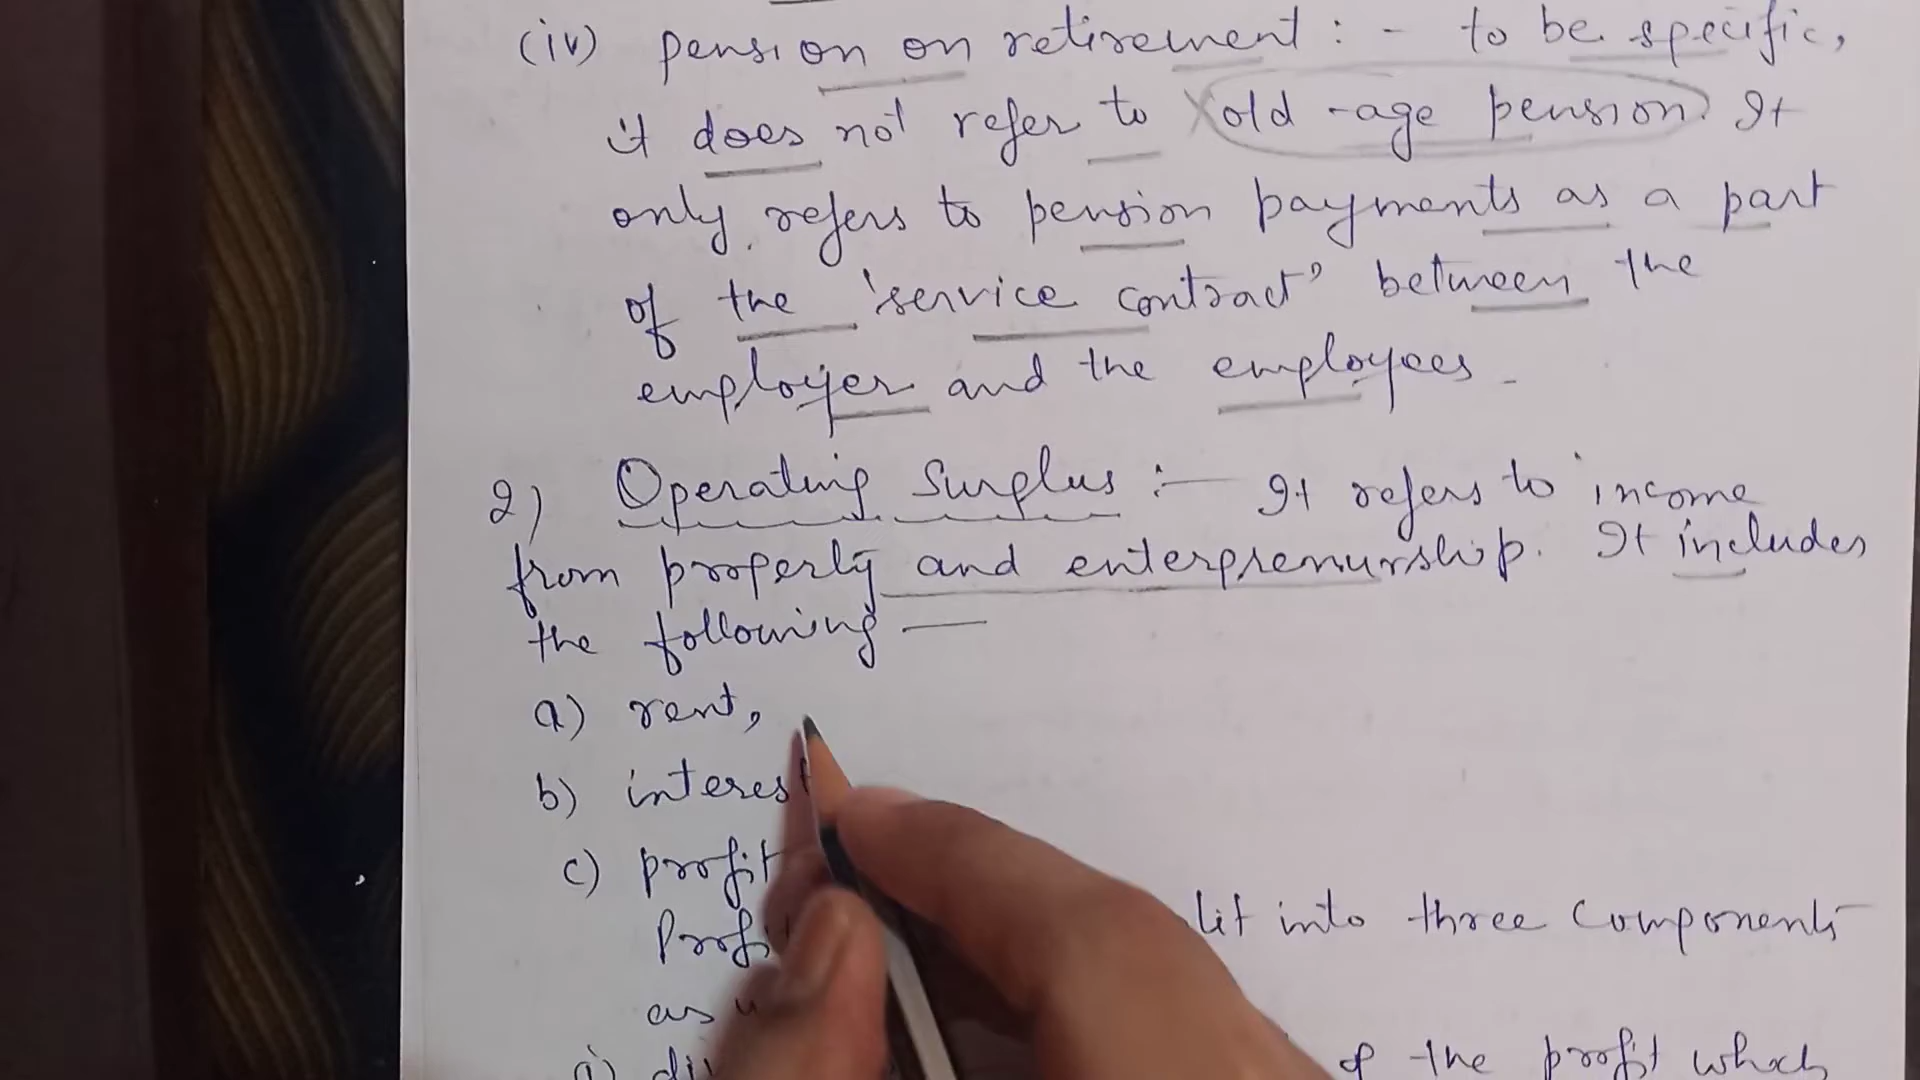 (iv) pension on retirement : - to be specific,
it does not refer to old -age pension. It
only refers to pension payments as a part
of the 'service contract' between the
employer and the employees -
2) Operating Surplus :- It refers to income
from property and enterprenurship. It includes
the following —
a) rent,
b) interest
c) profit
Profit into three components
as
of the profit which